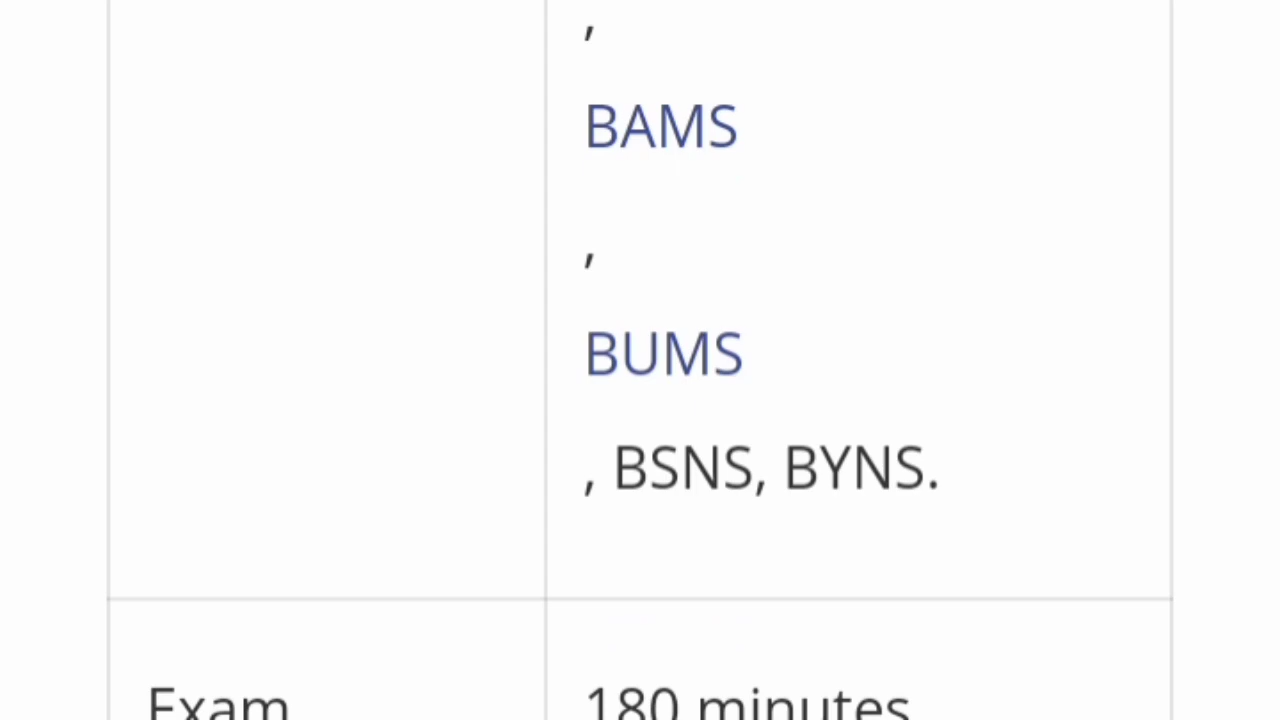 ,
BAMS
,
BUMS
, BSNS, BYNS.
Exam 180 minutes